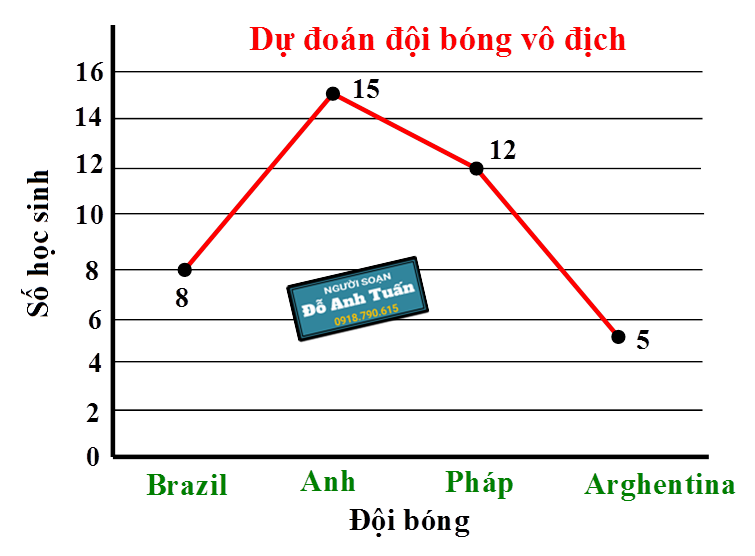 Dự đoán đội bóng vô địch
Số học sinh
16
14
12
10
8
6
4
2
0
8
15
12
5
NGƯỜI SOẠN
Đỗ Anh Tuấn
0918.790.615
Brazil
Anh
Pháp
Arghentina
Đội bóng